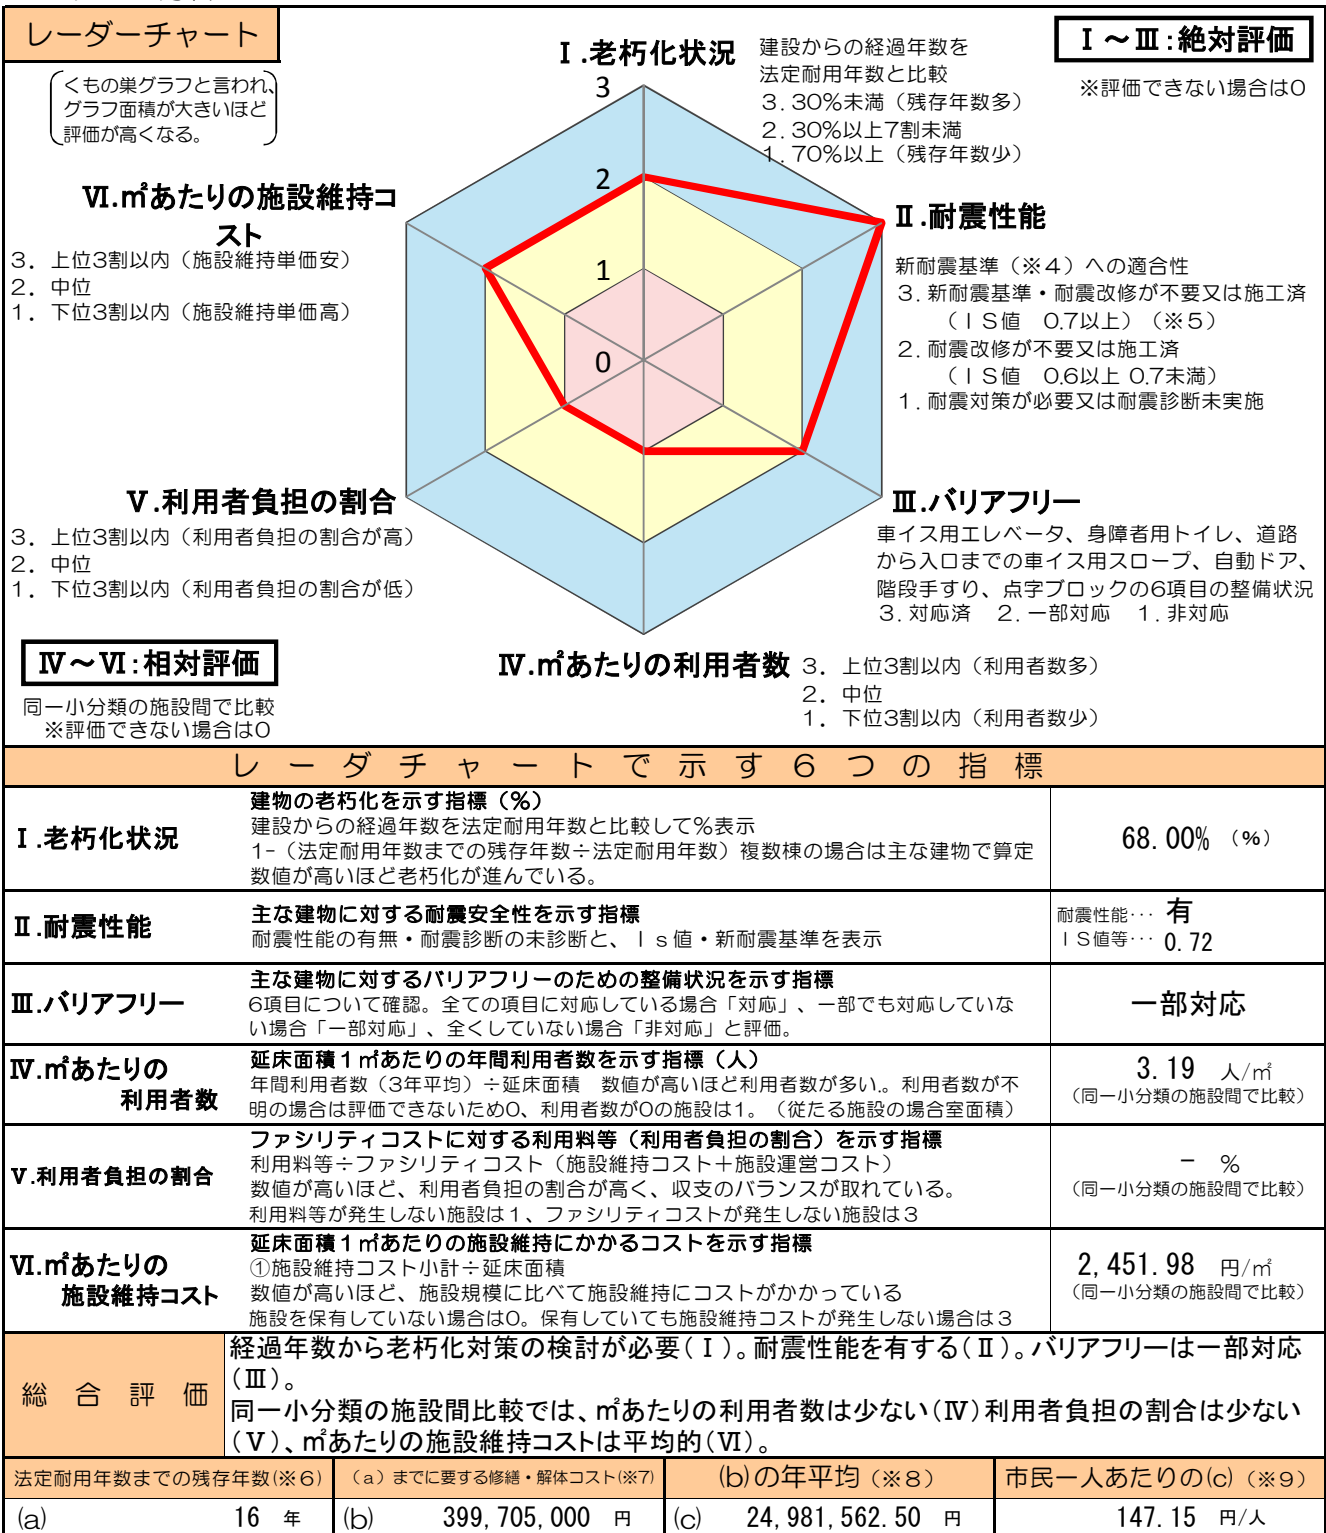 レーダーチャート
くもの巣グラフと言われ、
グラフ面積が大きいほど
評価が高くなる。
Ⅰ.老朽化状況
建設からの経過年数を
法定耐用年数と比較
3.30%未満（残存年数多）
2.30%以上7割未満
1.70%以上（残存年数少）
Ⅰ～Ⅲ:絶対評価
※評価できない場合は0
3
2
1
0
Ⅱ.耐震性能
新耐震基準（※4）への適合性
3.新耐震基準・耐震改修が不要又は施工済
（ＩＳ値　0.7以上）（※5）
2.耐震改修が不要又は施工済
（ＩＳ値　0.6以上 0.7未満）
1.耐震対策が必要又は耐震診断未実施
Ⅵ.㎡あたりの施設維持コ
スト
3. 上位3割以内（施設維持単価安）
2. 中位
1. 下位3割以内（施設維持単価高）
Ⅲ.バリアフリー
車イス用エレベータ、身障者用トイレ、道路
から入口までの車イス用スロープ、自動ドア、
階段手すり、点字ブロックの6項目の整備状況
3.対応済　2.一部対応　1.非対応
Ⅴ.利用者負担の割合
3. 上位3割以内（利用者負担の割合が高）
2. 中位
1. 下位3割以内（利用者負担の割合が低）
Ⅳ～Ⅵ:相対評価
同一小分類の施設間で比較
※評価できない場合は0
Ⅳ.㎡あたりの利用者数
3. 上位3割以内（利用者数多）
2. 中位
1. 下位3割以内（利用者数少）
レーダチャートで示す6つの指標
Ⅰ.老朽化状況
建物の老朽化を示す指標（%）
建設からの経過年数を法定耐用年数と比較して%表示
1-（法定耐用年数までの残存年数÷法定耐用年数）複数棟の場合は主な建物で算定
数値が高いほど老朽化が進んでいる。
68.00% （%）
Ⅱ.耐震性能
主な建物に対する耐震安全性を示す指標
耐震性能の有無・耐震診断の未診断と、Ｉｓ値・新耐震基準を表示
耐震性能… 有
ＩＳ値等… 0.72
Ⅲ.バリアフリー
主な建物に対するバリアフリーのための整備状況を示す指標
6項目について確認。全ての項目に対応している場合「対応」、一部でも対応していな
い場合「一部対応」、全くしていない場合「非対応」と評価。
一部対応
Ⅳ.㎡あたりの
利用者数
延床面積1㎡あたりの年間利用者数を示す指標（人）
年間利用者数（3年平均）÷延床面積　数値が高いほど利用者数が多い。利用者数が不
明の場合は評価できないため0、利用者数が0の施設は1。（従たる施設の場合室面積）
3.19 人/㎡
（同一小分類の施設間で比較）
Ⅴ.利用者負担の割合
ファシリティコストに対する利用料等（利用者負担の割合）を示す指標
利用料等÷ファシリティコスト（施設維持コスト＋施設運営コスト）
数値が高いほど、利用者負担の割合が高く、収支のバランスが取れている。
利用料等が発生しない施設は1、ファシリティコストが発生しない施設は3
－ %
（同一小分類の施設間で比較）
Ⅵ.㎡あたりの
施設維持コスト
延床面積1㎡あたりの施設維持にかかるコストを示す指標
①施設維持コスト小計÷延床面積
数値が高いほど、施設規模に比べて施設維持にコストがかかっている
施設を保有していない場合は0。保有していても施設維持コストが発生しない場合は3
2,451.98 円/㎡
（同一小分類の施設間で比較）
総合評価
経過年数から老朽化対策の検討が必要(Ⅰ)。耐震性能を有する(Ⅱ)。バリアフリーは一部対応
(Ⅲ)。
同一小分類の施設間比較では、㎡あたりの利用者数は少ない(Ⅳ)利用者負担の割合は少ない
(Ⅴ)、㎡あたりの施設維持コストは平均的(Ⅵ)。
法定耐用年数までの残存年数(※6)
（a）までに要する修繕・解体コスト(※7)
(b)の年平均（※8）
市民一人あたりの(c)（※9）
(a) 16 年
(b) 399,705,000 円
(c) 24,981,562.50 円
147.15 円/人